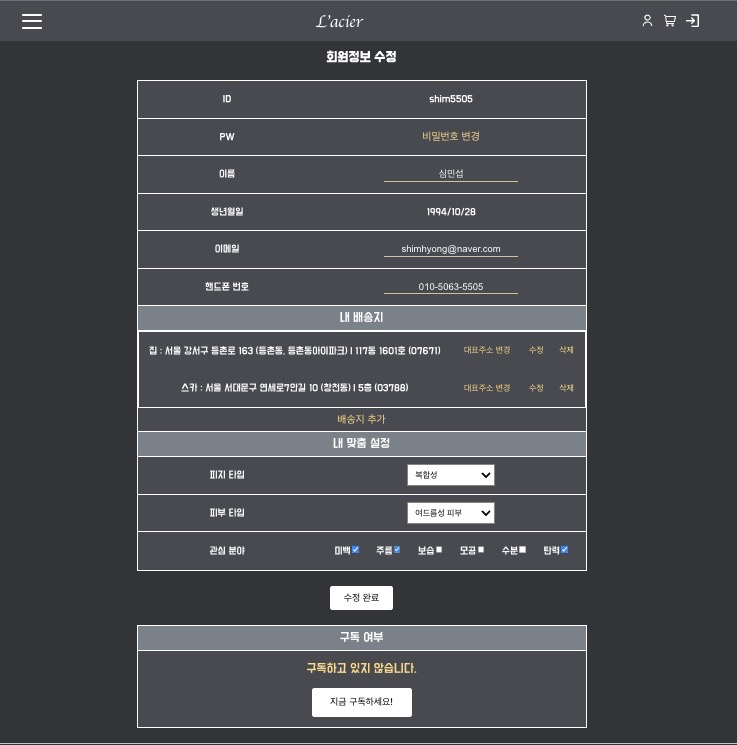 L'acier
회원정보 수정
ID shim5505
PW 비밀번호 변경
이름 심민섭
생년월일 1994/10/28
이메일 shimhyong@naver.com
핸드폰 번호 010-5063-5505
내 배송지
집 : 서울 강서구 등촌로 163 (등촌동, 등촌동아이파크) | 117동 1601호 (07671) 대표주소 변경 수정 삭제
스카 : 서울 서대문구 연세로7안길 10 (창천동) | 5층 (03788) 대표주소 변경 수정 삭제
배송지 추가
내 맞춤 설정
피지 타입 복합성
피부 타입 여드름성 피부
관심 분야 미백 주름 보습 모공 수분 탄력
수정 완료
구독 여부
구독하고 있지 않습니다.
지금 구독하세요!